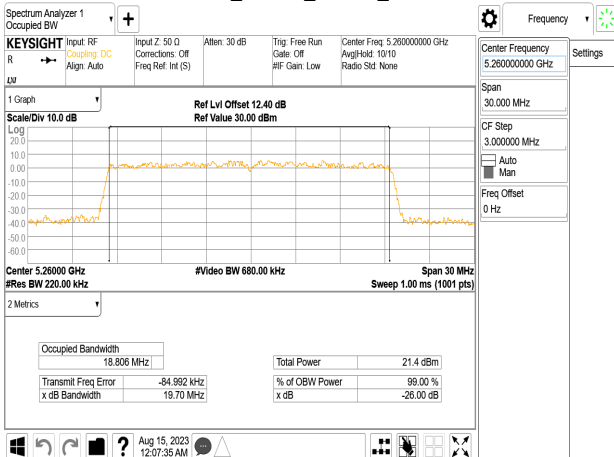 Spectrum Analyzer 1
Occupied BW
KEYSIGHT
R
Input: RF
Coupling: DC
Align: Auto
Input Z: 50 Ω
Corrections: Off
Freq Ref: Int (S)
Atten: 30 dB
Trig: Free Run
Gate: Off
#IF Gain: Low
Center Freq: 5.260000000 GHz
Avg|Hold: 10/10
Radio Std: None
LXI
1 Graph
Scale/Div 10.0 dB
Ref Lvl Offset 12.40 dB
Ref Value 30.00 dBm
Log
20.0
10.0
0.00
-10.0
-20.0
-30.0
-40.0
-50.0
-60.0
Center 5.26000 GHz
#Res BW 220.00 kHz
#Video BW 680.00 kHz
Span 30 MHz
Sweep 1.00 ms (1001 pts)
2 Metrics
Occupied Bandwidth
18.806 MHz
Total Power 21.4 dBm
Transmit Freq Error -84.992 kHz
% of OBW Power 99.00 %
x dB Bandwidth 19.70 MHz
x dB -26.00 dB
Aug 15, 2023
12:07:35 AM
Frequency
Center Frequency
5.260000000 GHz
Settings
Span
30.000 MHz
CF Step
3.000000 MHz
Auto
Man
Freq Offset
0 Hz